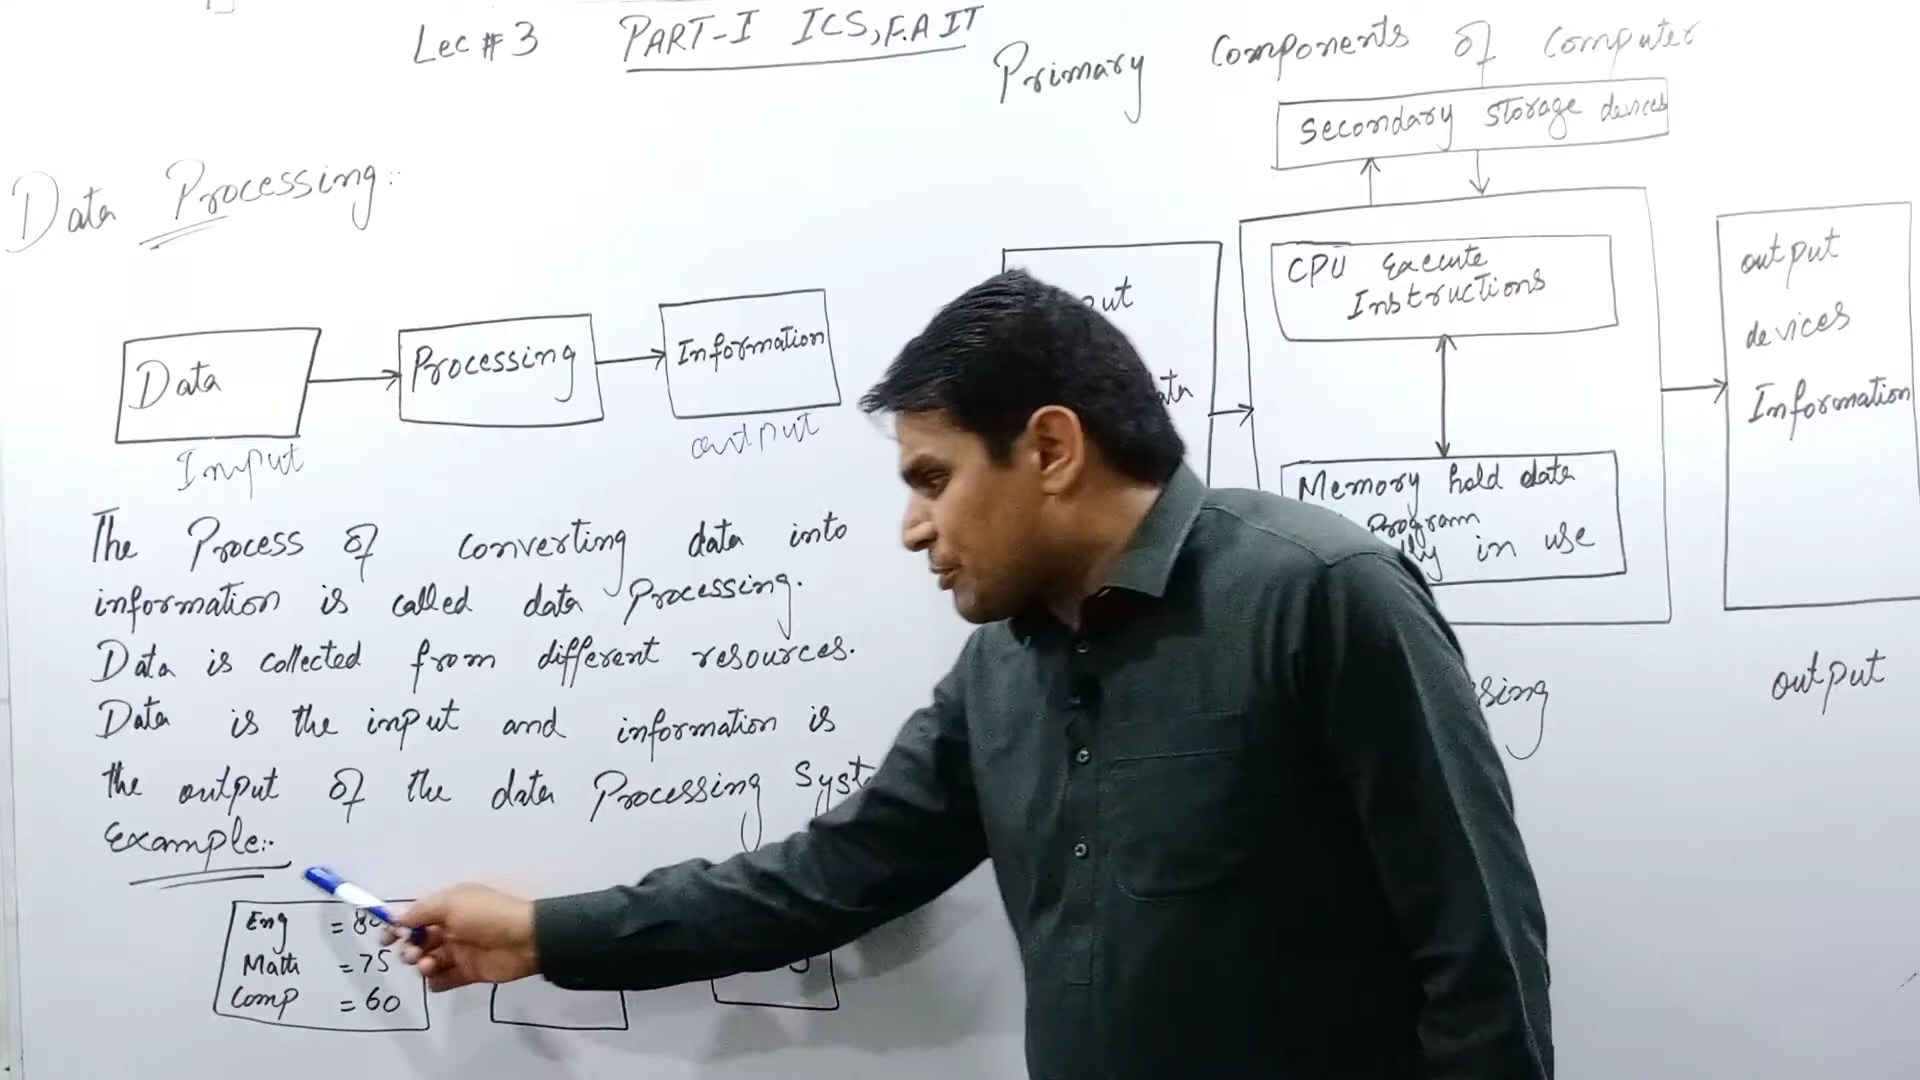 Lec # 3
PART-I ICS, F.A IT
Data Processing:
Data
Processing
Information
Input
output
The Process of converting data into
information is called data Processing.
Data is collected from different resources.
Data is the input and information is
the output of the data Processing
Example:
Eng =
Math = 75
Comp = 60
Primary Components of Computer
Secondary storage devices
CPU Execute
Instructions
Memory hold data
Program
in use
output
devices
Information
output